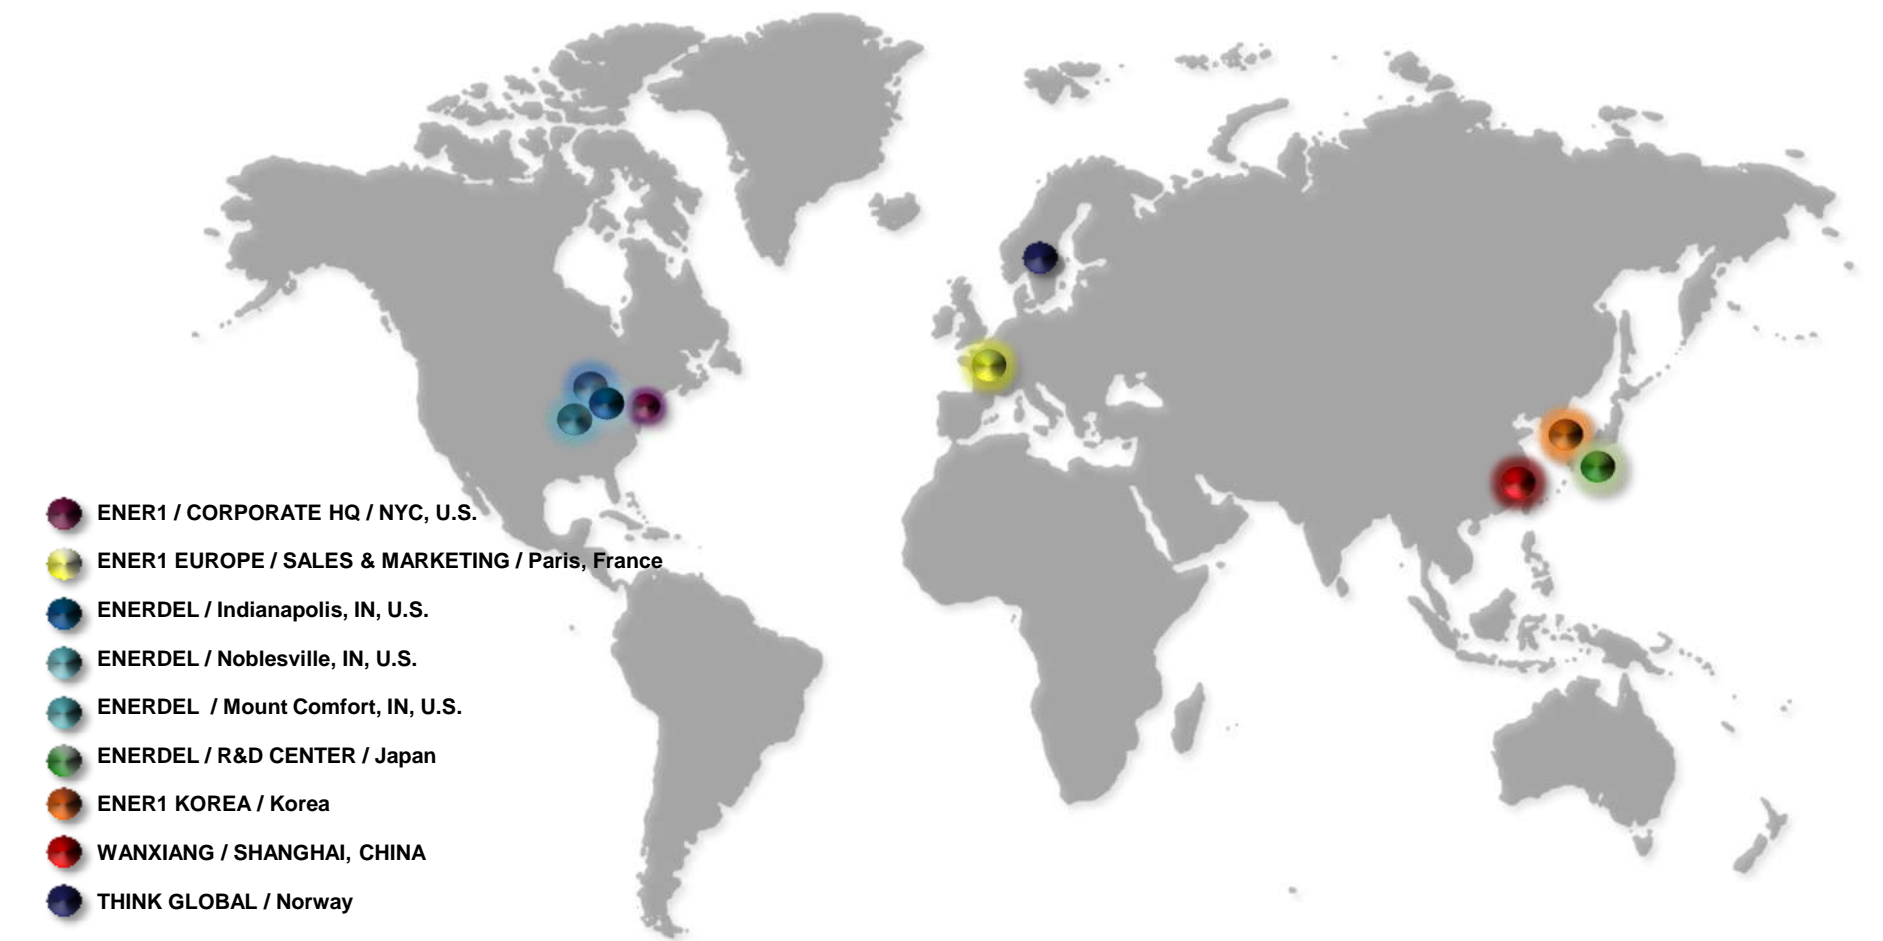 ENER1 / CORPORATE HQ / NYC, U.S.
ENER1 EUROPE / SALES & MARKETING / Paris, France
ENERDEL / Indianapolis, IN, U.S.
ENERDEL / Noblesville, IN, U.S.
ENERDEL  / Mount Comfort, IN, U.S.
ENERDEL / R&D CENTER / Japan
ENER1 KOREA / Korea
WANXIANG / SHANGHAI, CHINA
THINK GLOBAL / Norway